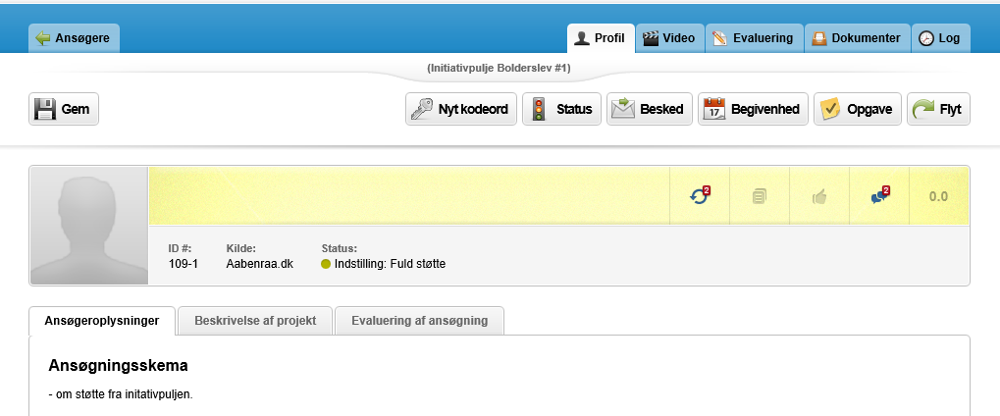 Ansøgere
Profil
Video
Evaluering
Dokumenter
Log
(Initiativpulje Bolderslev #1)
Gem
Nyt kodeord
Status
Besked
17
Begivenhed
Opgave
Flyt
2
2
0.0
ID #:
Kilde:
Status:
109-1
Aabenraa.dk
Indstilling: Fuld støtte
Ansøgeroplysninger
Beskrivelse af projekt
Evaluering af ansøgning
Ansøgningsskema
- om støtte fra initativpuljen.